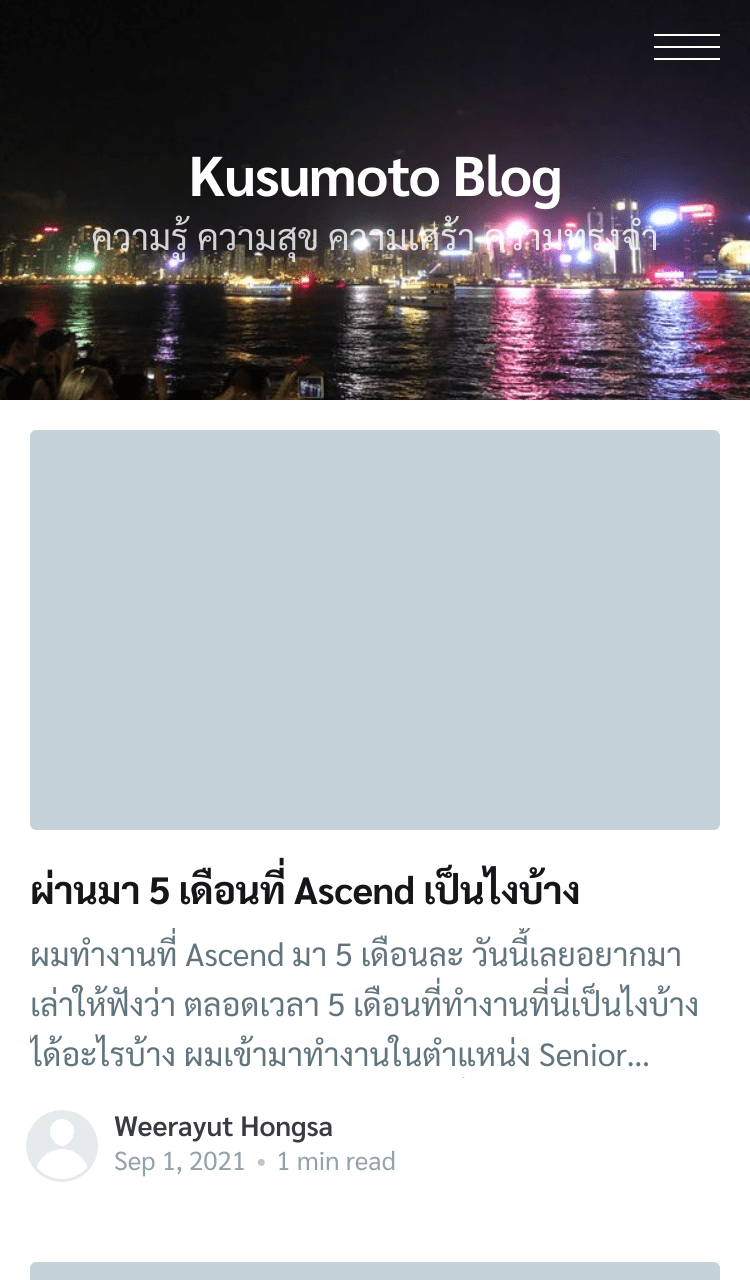 Kusumoto Blog
ความรู้ ความสุข ความเศร้า ความทรงจำ
ผ่านมา 5 เดือนที่ Ascend เป็นไงบ้าง
ผมทำงานที่ Ascend มา 5 เดือนละ วันนี้เลยอยากมา
เล่าให้ฟังว่า ตลอดเวลา 5 เดือนที่ทำงานที่นี่เป็นไงบ้าง
ได้อะไรบ้าง ผมเข้ามาทำงานในตำแหน่ง Senior...
Weerayut Hongsa
Sep 1, 2021 • 1 min read